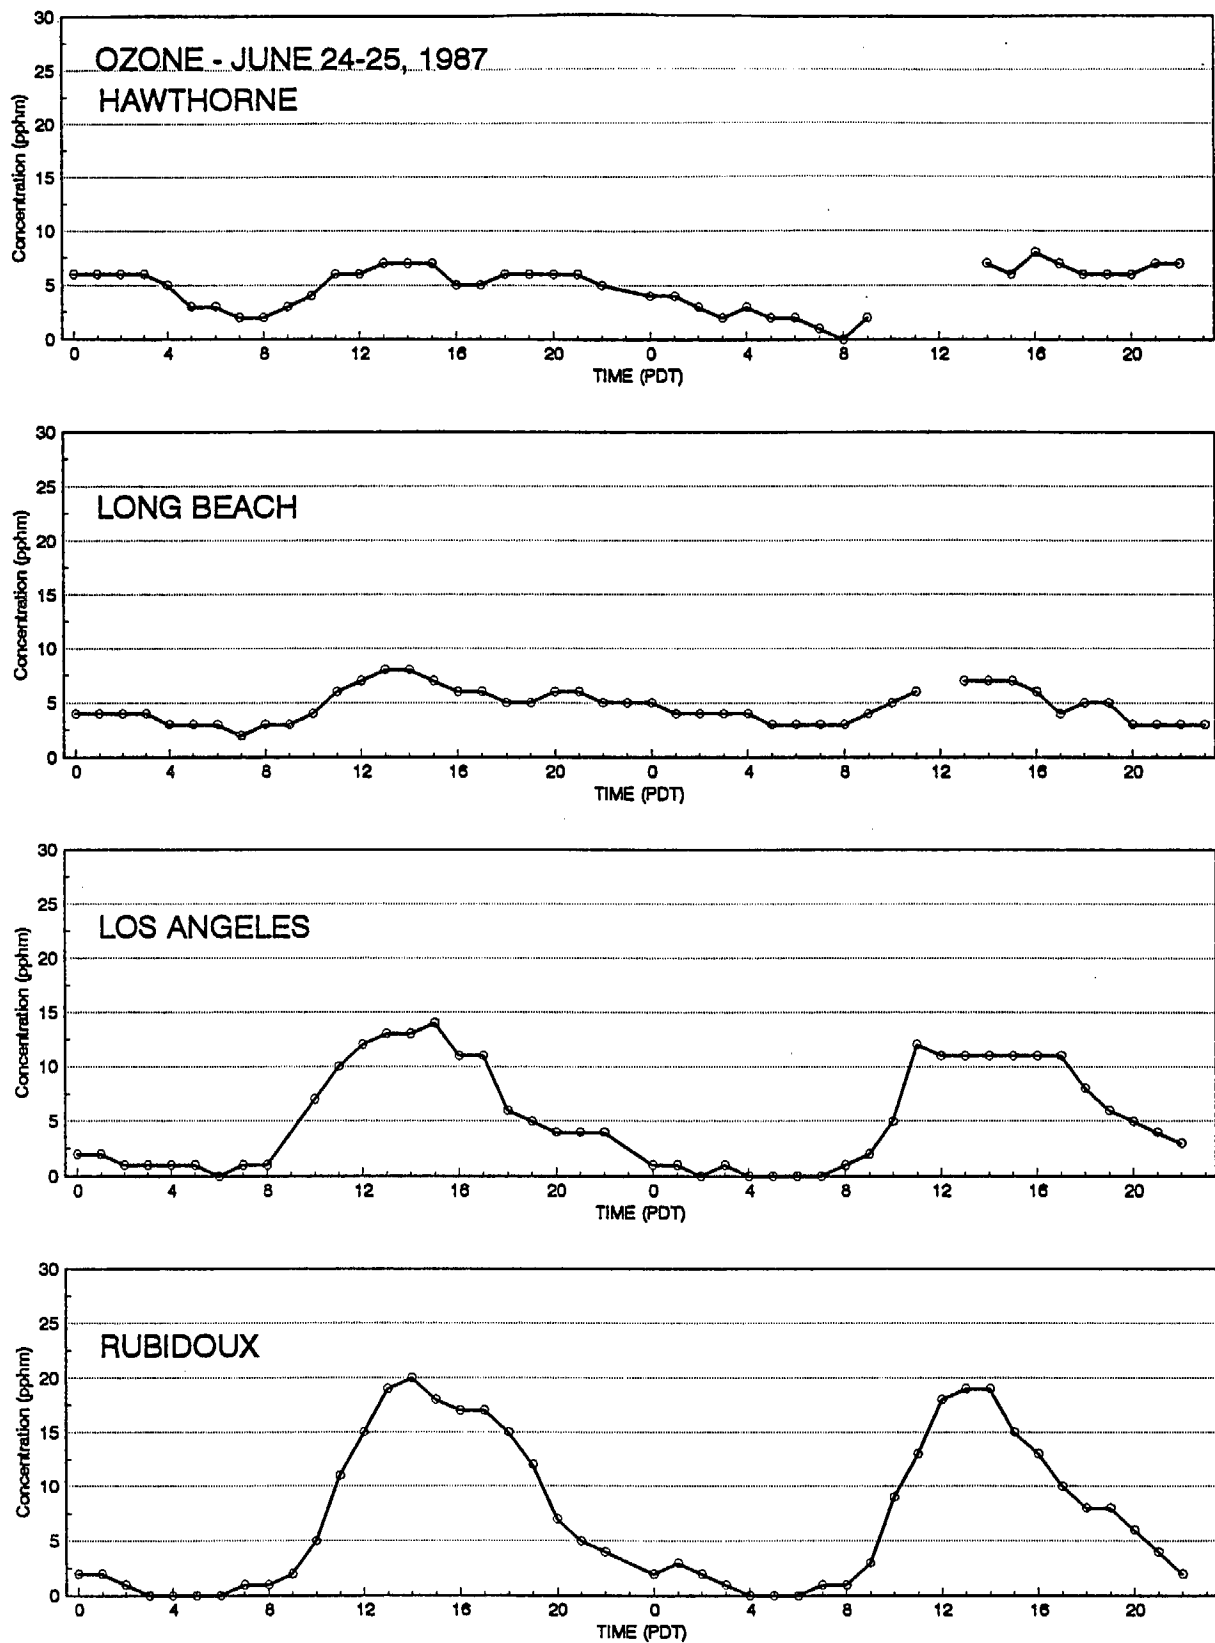 OZONE - JUNE 24-25, 1987
HAWTHORNE
Concentration (pphm)
30
25
20
15
10
5
0
0 4 8 12 16 20 0 4 8 12 16 20
TIME (PDT)
LONG BEACH
Concentration (pphm)
30
25
20
15
10
5
0
0 4 8 12 16 20 0 4 8 12 16 20
TIME (PDT)
LOS ANGELES
Concentration (pphm)
30
25
20
15
10
5
0
0 4 8 12 16 20 0 4 8 12 16 20
TIME (PDT)
RUBIDOUX
Concentration (pphm)
30
25
20
15
10
5
0
0 4 8 12 16 20 0 4 8 12 16 20
TIME (PDT)